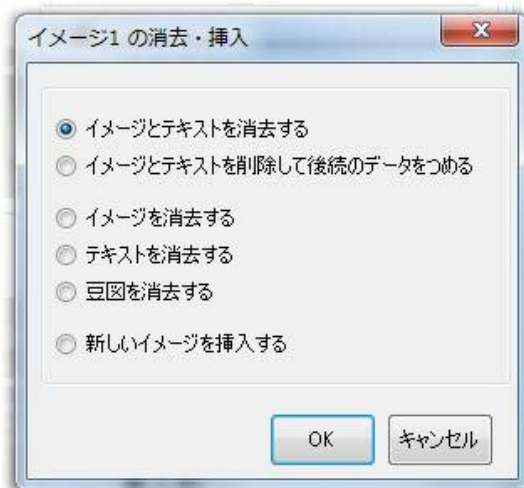 イメージ1 の消去・挿入
イメージとテキストを消去する
イメージとテキストを削除して後続のデータをつめる
イメージを消去する
テキストを消去する
豆図を消去する
新しいイメージを挿入する
OK
キャンセル